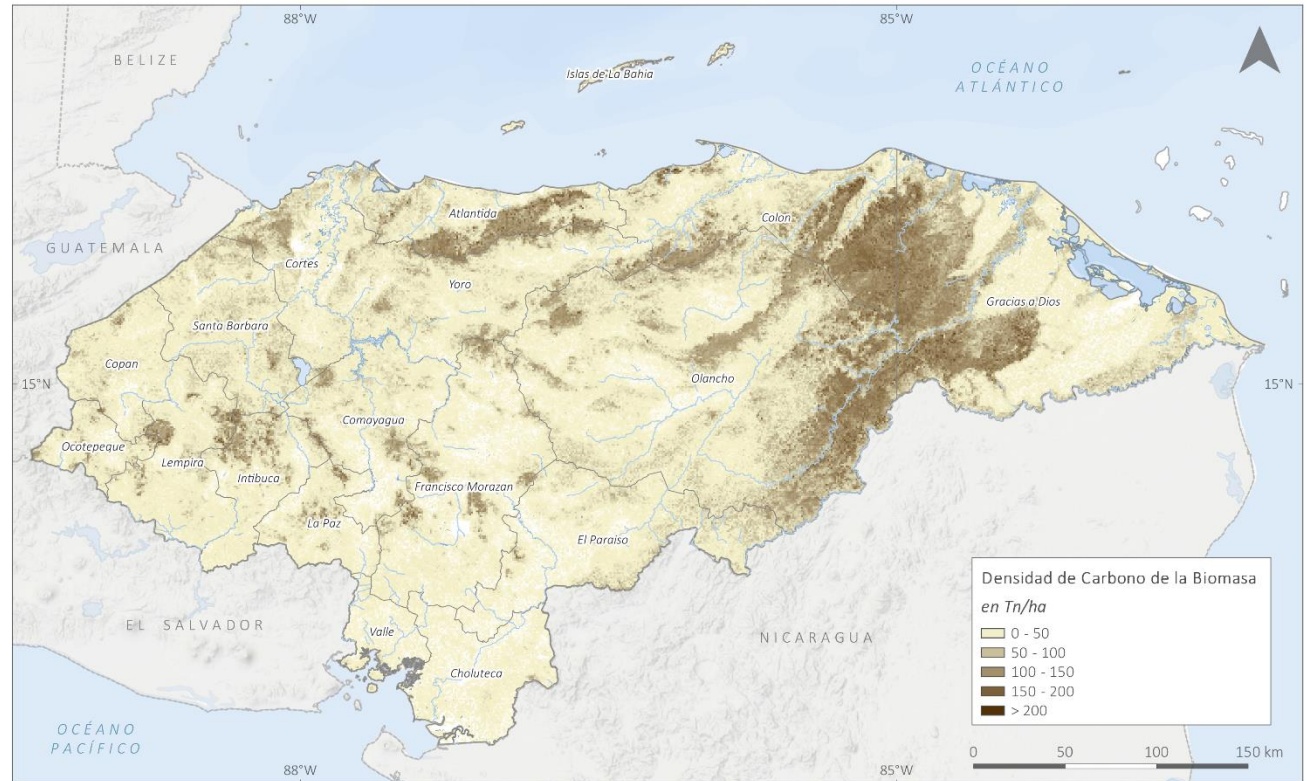 88°W
85°W
BELIZE
Islas de La Bahia
OCÉANO
ATLÁNTICO
Atlantida
Colon
GUATEMALA
Cortes
Yoro
Gracias a Dios
Santa Barbara
Copan
15°N
Olancho
15°N
Comayagua
Ocotepeque
Lempira
Intibuca
Francisco Morazan
La Paz
El Paraiso
EL SALVADOR
Valle
NICARAGUA
Choluteca
Densidad de Carbono de la Biomasa
en Tn/ha
0 - 50
50 - 100
100 - 150
150 - 200
> 200
OCÉANO
PACÍFICO
0 50 100 150 km
88°W
85°W